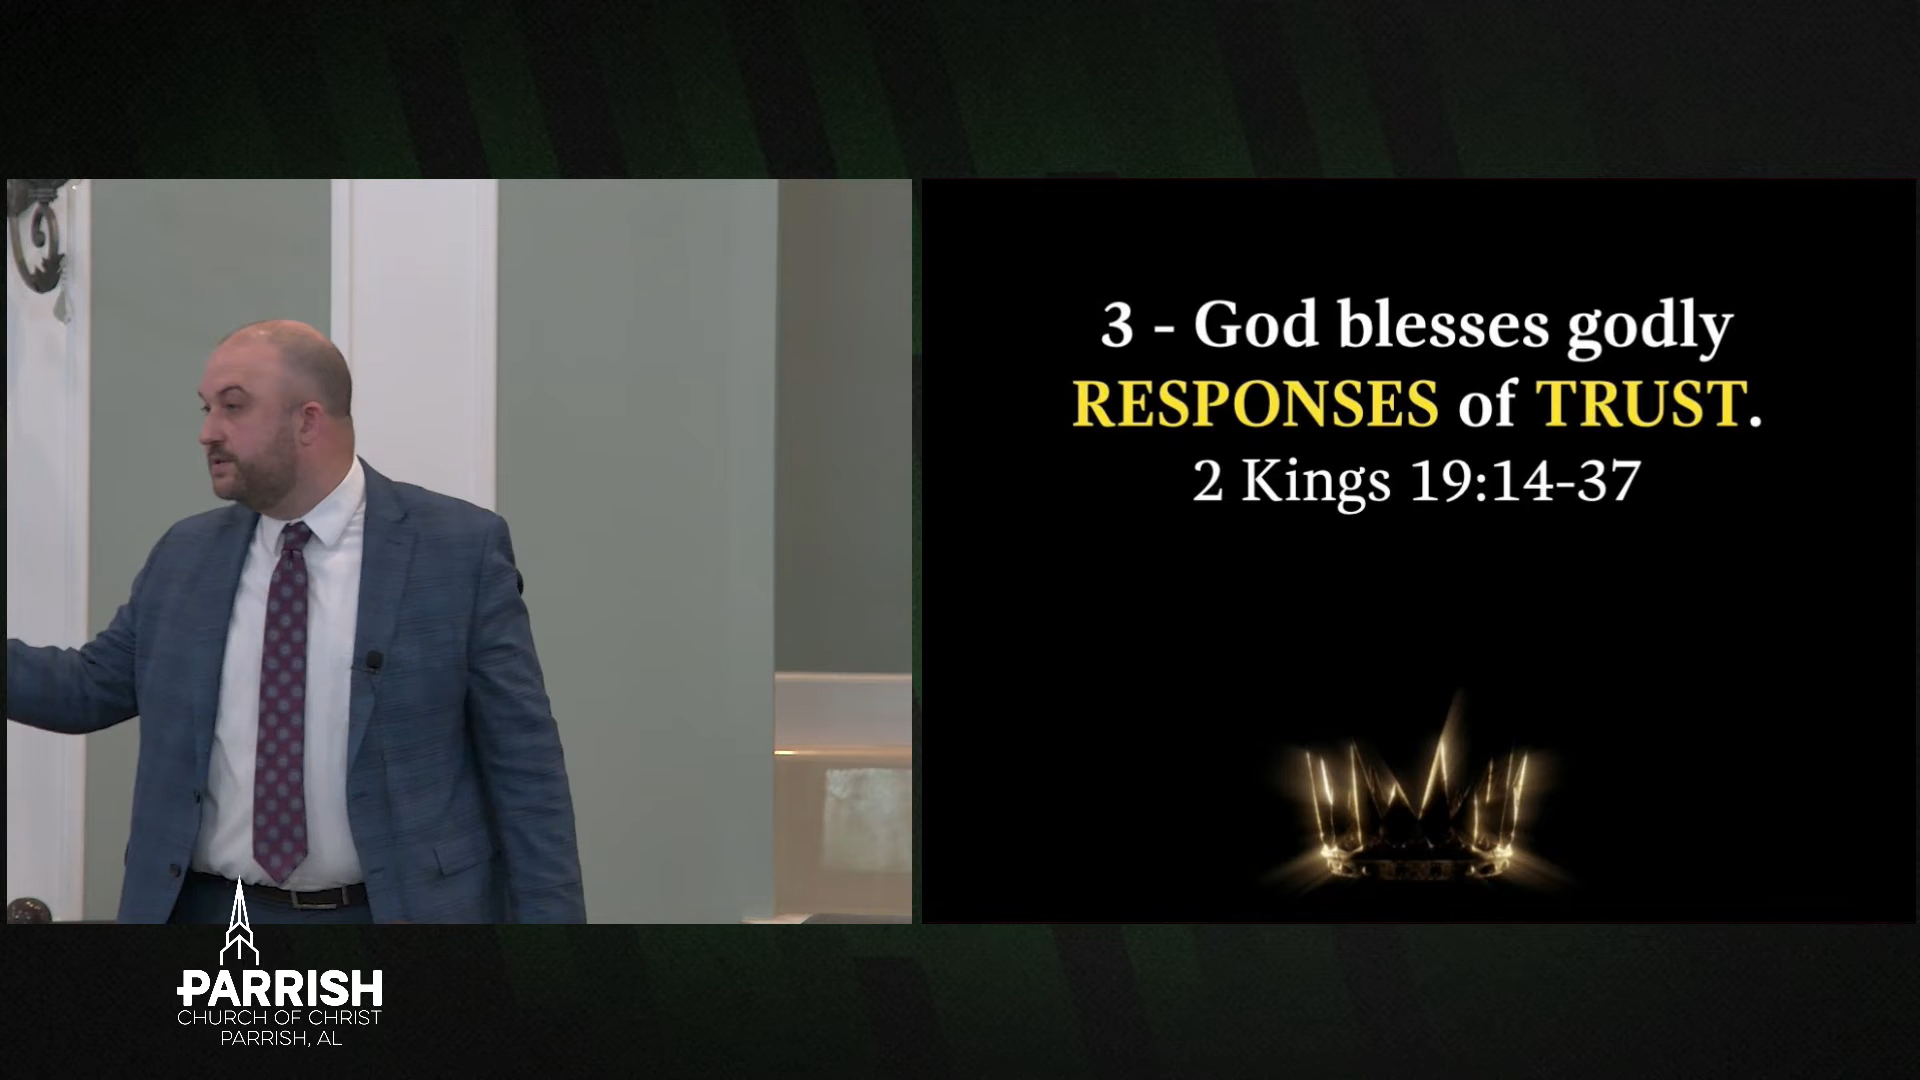 3 - God blesses godly
RESPONSES of TRUST.
2 Kings 19:14-37
PARRISH
CHURCH OF CHRIST
PARRISH, AL